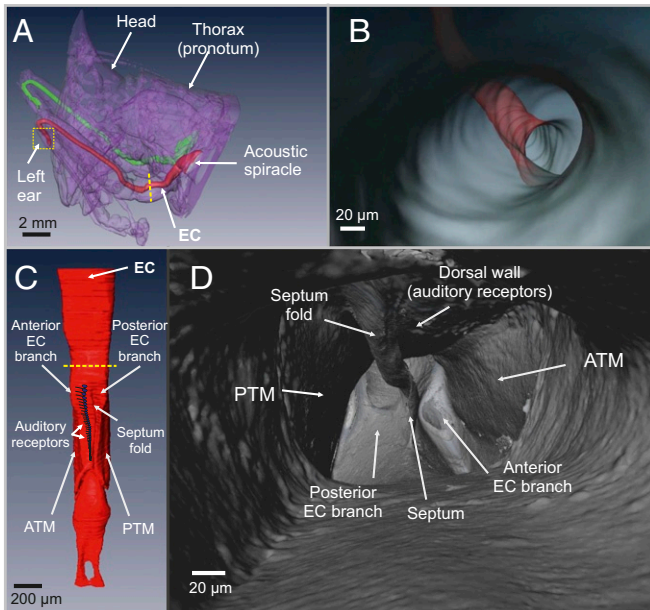 A
Head
Thorax
(pronotum)
Acoustic
spiracle
Left
ear
EC
2 mm
B
20 µm
C
EC
Anterior
EC
branch
Posterior
EC
branch
Auditory
receptors
Septum
fold
ATM
PTM
200 µm
D
Dorsal wall
(auditory receptors)
Septum
fold
PTM
ATM
Posterior
EC branch
Septum
Anterior
EC branch
20 µm